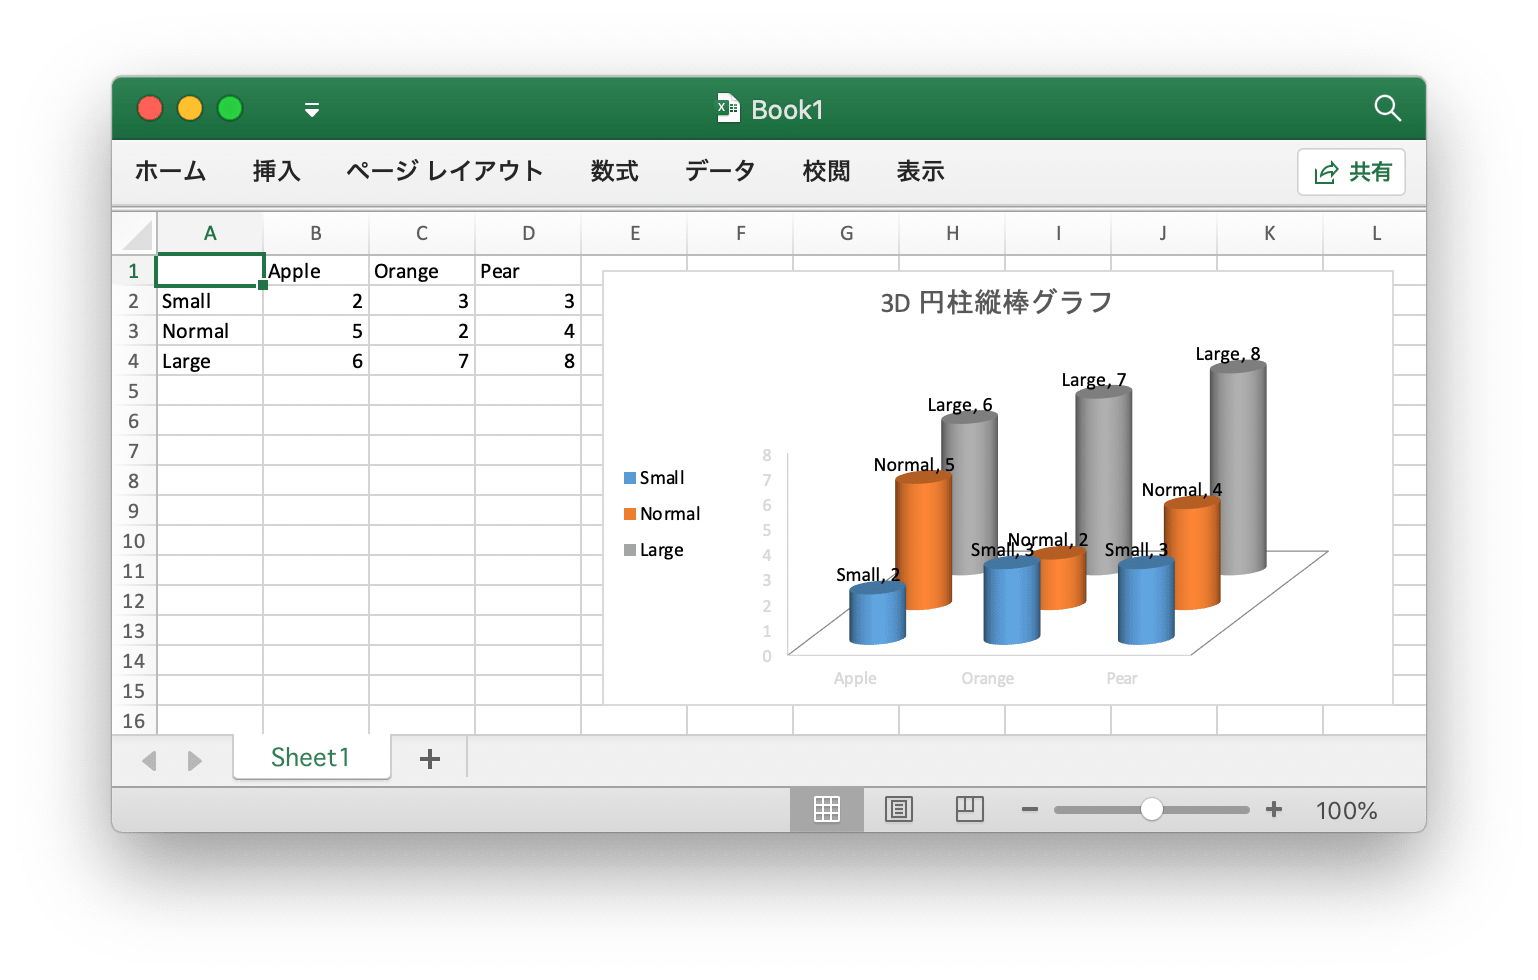 Book1
ホーム 挿入 ページ レイアウト 数式 データ 校閲 表示 共有
A B C D E F G H I J K L
1 Apple Orange Pear
2 Small 2 3 3
3 Normal 5 2 4
4 Large 6 7 8
5
6
7
8
9
10
11
12
13
14
15
16
3D 円柱縦棒グラフ
Large, 8
Large, 7
Large, 6
Normal, 5
Normal, 4
Normal, 2
Small, 3
Small, 3
Small, 2
Small
Normal
Large
8
7
6
5
4
3
2
1
0
Apple Orange Pear
Sheet1
100%